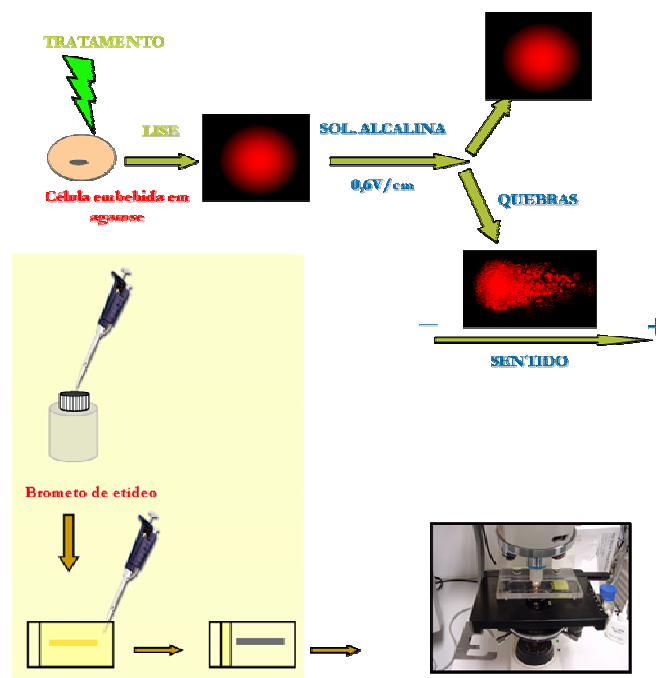 TRATAMENTO
LISE
SOL. ALCALINA
0,6V/cm
Célula embebida em
agarose
QUEBRAS
—
+
SENTIDO
Brometo de etídeo